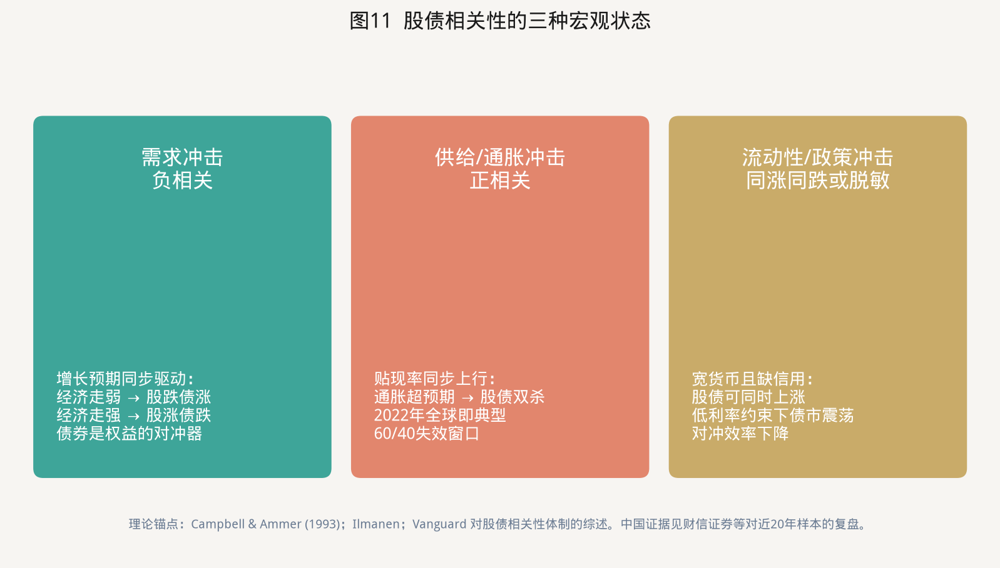 图11 股债相关性的三种宏观状态
需求冲击
负相关
增长预期同步驱动：
经济走弱 → 股跌债涨
经济走强 → 股涨债跌
债券是权益的对冲器
供给/通胀冲击
正相关
贴现率同步上行：
通胀超预期 → 股债双杀
2022年全球即典型
60/40失效窗口
流动性/政策冲击
同涨同跌或脱敏
宽货币且缺信用：
股债可同时上涨
低利率约束下债市震荡
对冲效率下降
理论锚点：Campbell & Ammer (1993)；Ilmanen；Vanguard 对股债相关性体制的综述。中国证据见财信证券等对近20年样本的复盘。